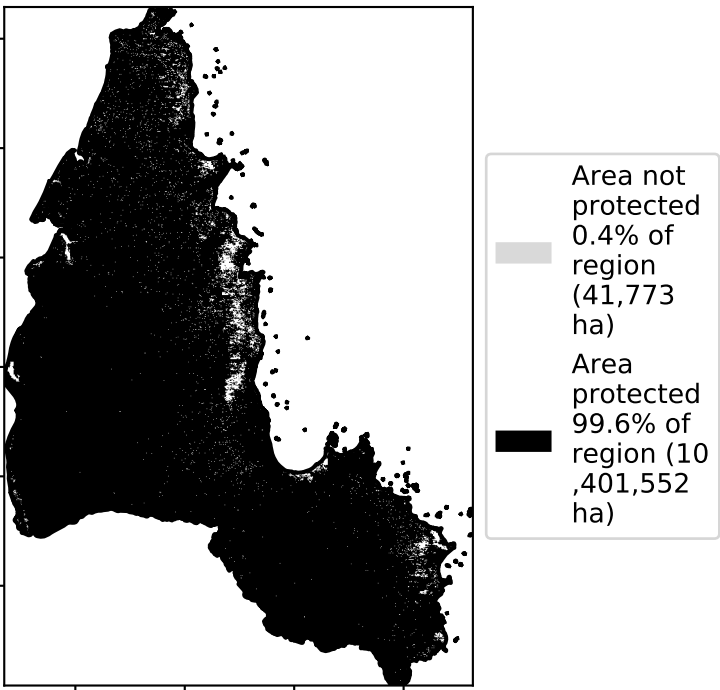 Area not
protected
0.4% of
region
(41,773
ha)
Area
protected
99.6% of
region (10
,401,552
ha)